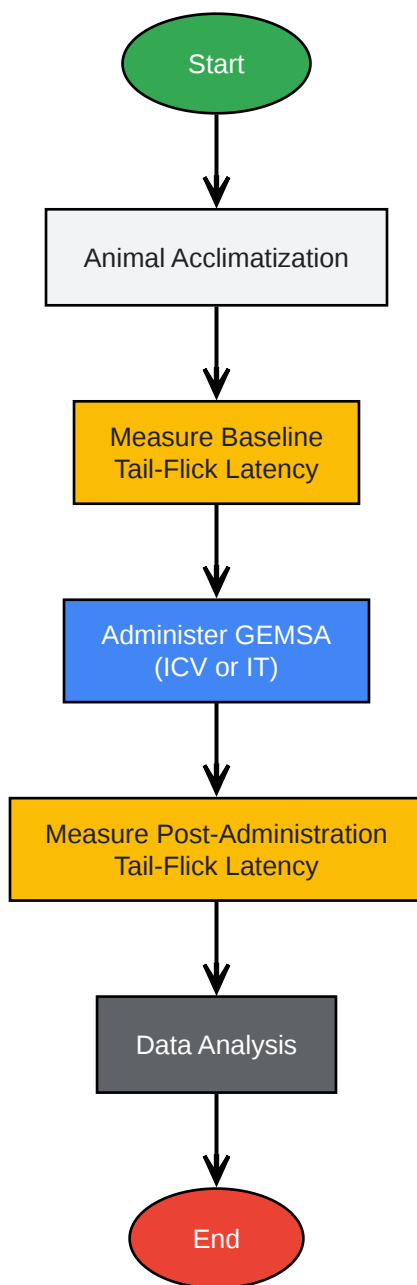 Start
Animal Acclimatization
Measure Baseline
Tail-Flick Latency
Administer GEMSA
(ICV or IT)
Measure Post-Administration
Tail-Flick Latency
Data Analysis
End